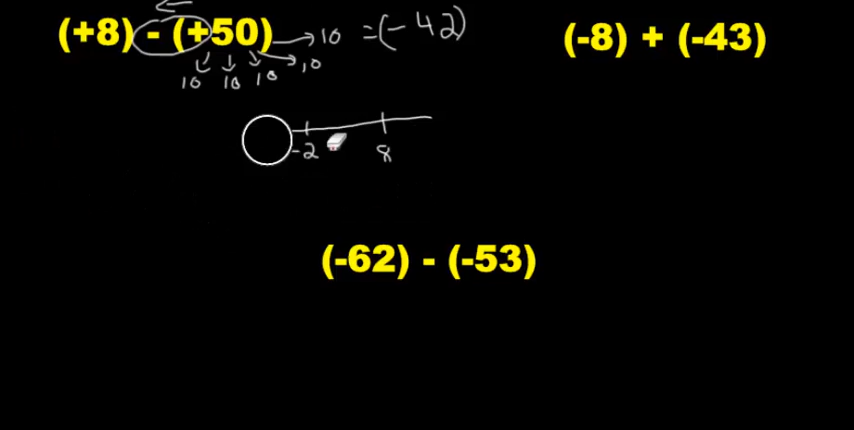 (+8) - (+50) → 10 = (-42)
(-8) + (-43)
10 10 10 10
-2 8
(-62) - (-53)